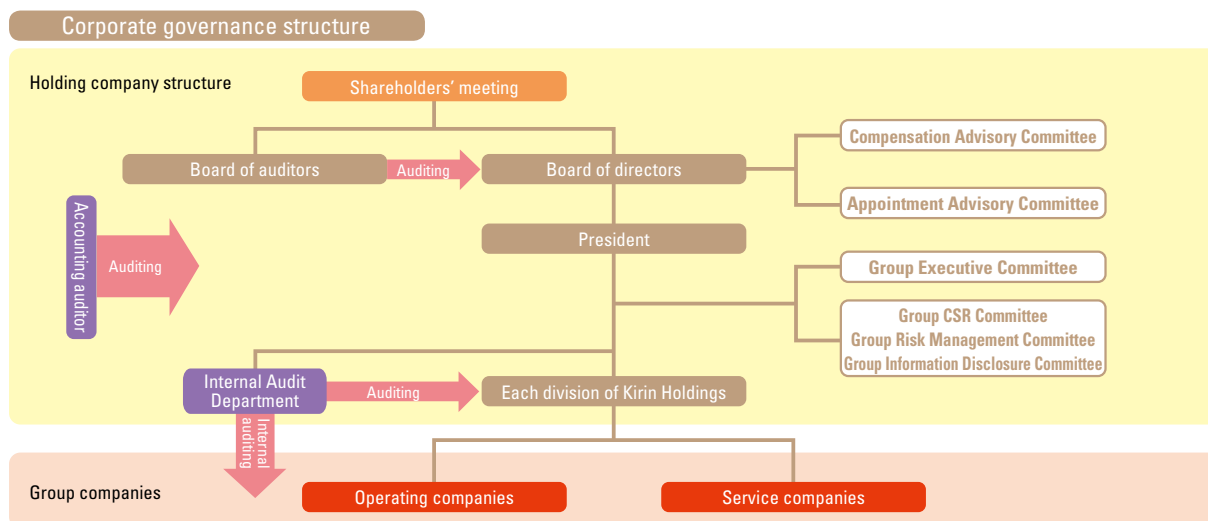 Corporate governance structure
Holding company structure
Shareholders' meeting
Board of auditors
Auditing
Board of directors
Compensation Advisory Committee
Appointment Advisory Committee
Accounting auditor
Auditing
President
Group Executive Committee
Group CSR Committee
Group Risk Management Committee
Group Information Disclosure Committee
Internal Audit
Department
Auditing
Each division of Kirin Holdings
Internal
auditing
Group companies
Operating companies
Service companies